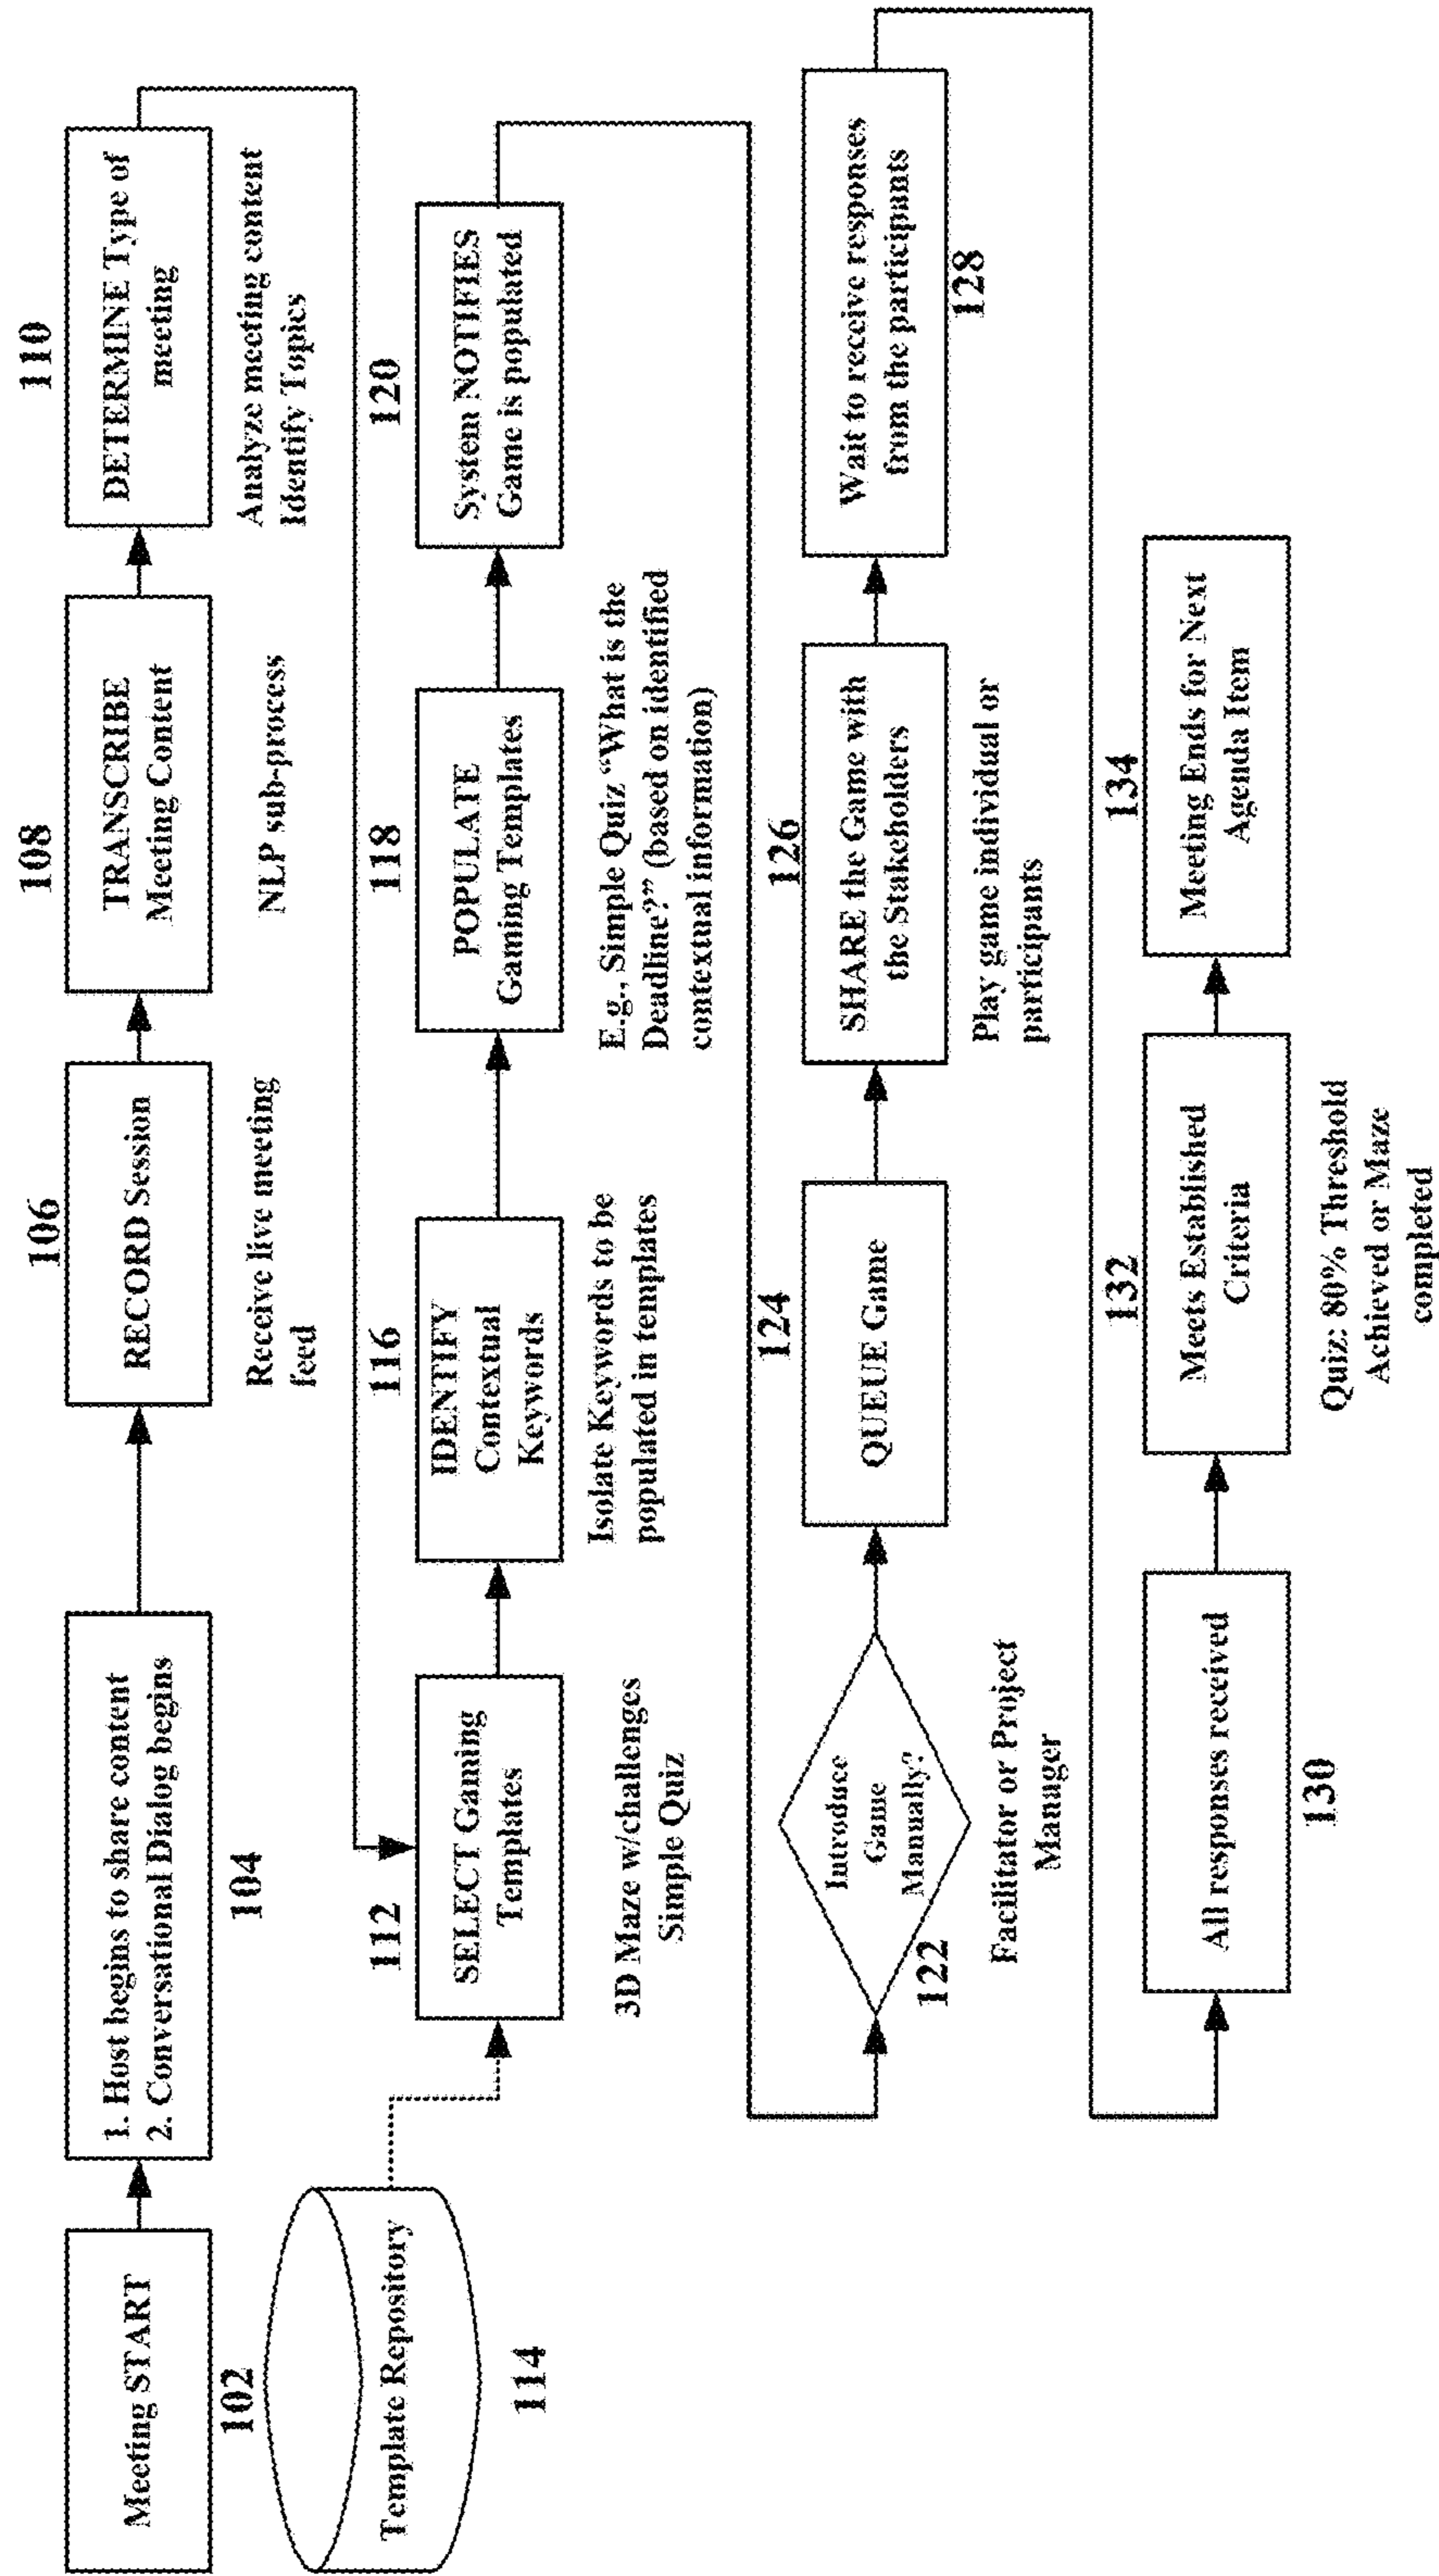 Meeting START
102
1. Host begins to share content
2. Conversational Dialog begins
104
106
RECORD Session
Receive live meeting
feed
108
TRANSCRIBE
Meeting Content
NLP sub-process
110
DETERMINE Type of
meeting
Analyze meeting content
Identify Topics
Template Repository
114
112
SELECT Gaming
Templates
3D Maze w/challenges
Simple Quiz
116
IDENTIFY
Contextual
Keywords
Isolate Keywords to be
populated in templates
118
POPULATE
Gaming Templates
E.g., Simple Quiz “What is the
Deadline?” (based on identified
contextual information)
120
System NOTIFIES
Game is populated
Introduce
Game
Manually?
122
Facilitator or Project
Manager
124
QUEUE Game
126
SHARE the Game with
the Stakeholders
Play game individual or
participants
Wait to receive responses
from the participants
128
All responses received
130
132
Meets Established
Criteria
Quiz: 80% Threshold
Achieved or Maze
completed
134
Meeting Ends for Next
Agenda Item